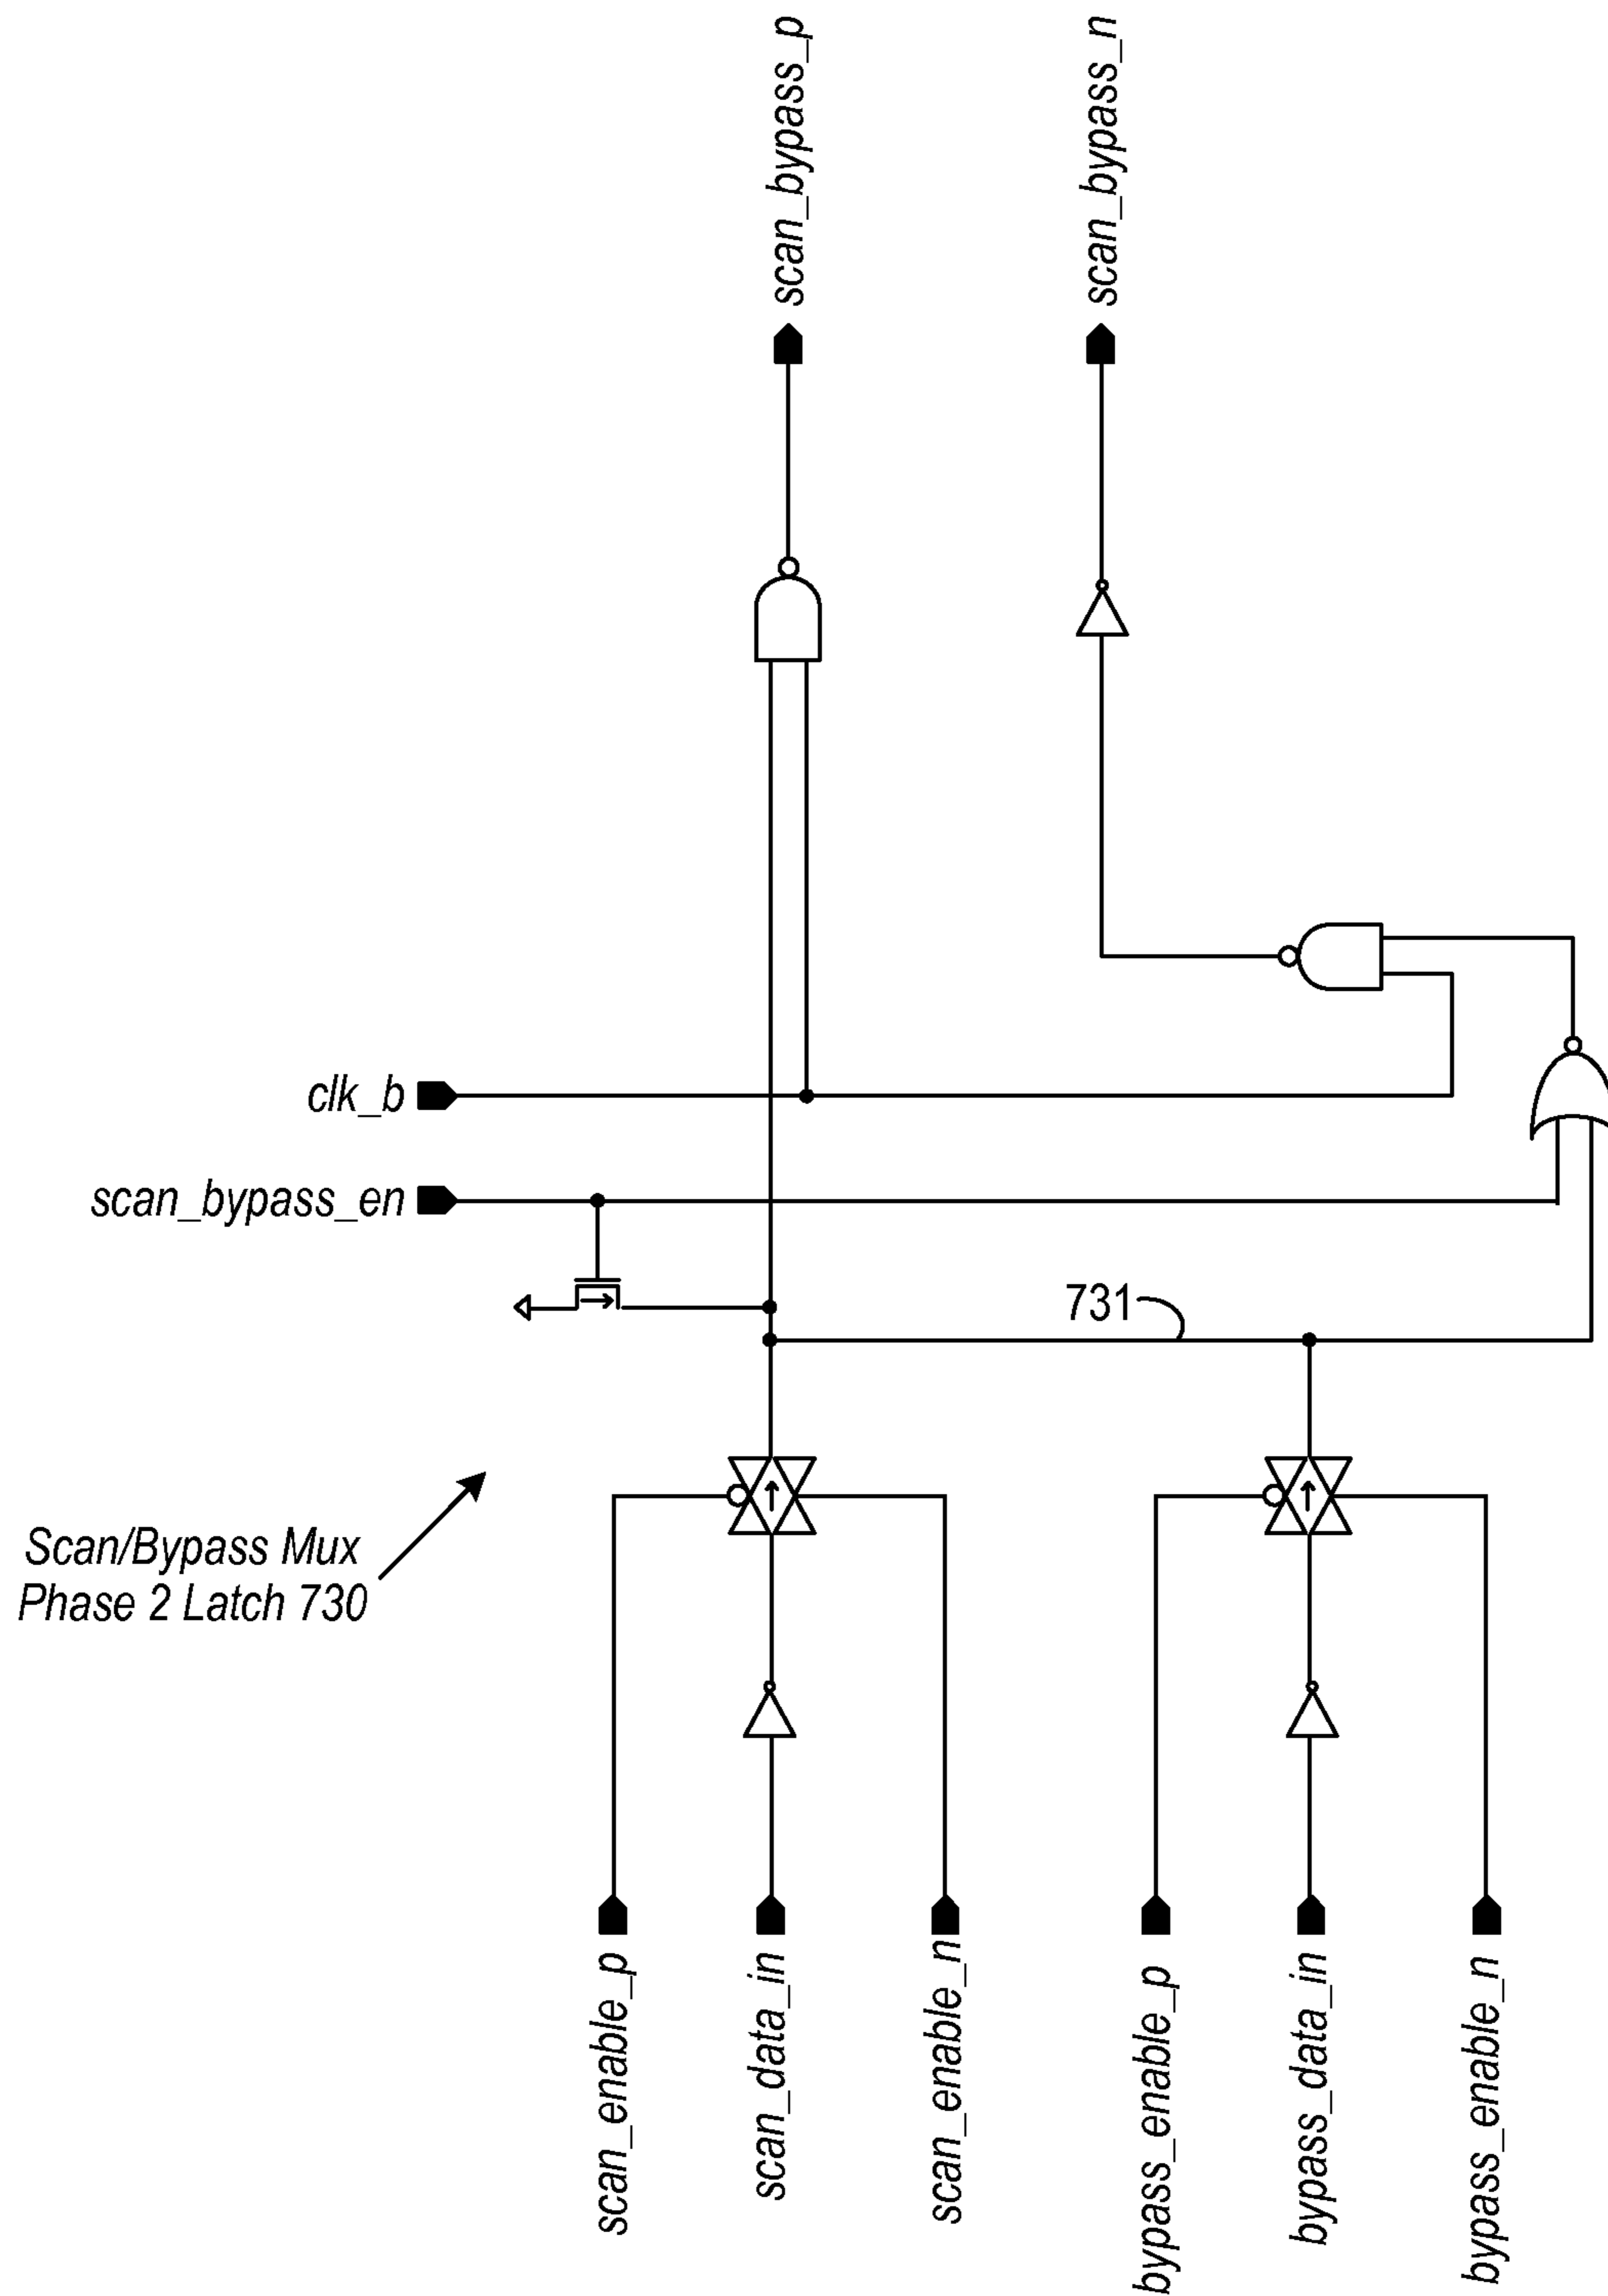 scan_bypass_p
scan_bypass_n
clk_b
scan_bypass_en
731
Scan/Bypass Mux
Phase 2 Latch 730
scan_enable_p
scan_data_in
scan_enable_n
bypass_enable_p
bypass_data_in
bypass_enable_n